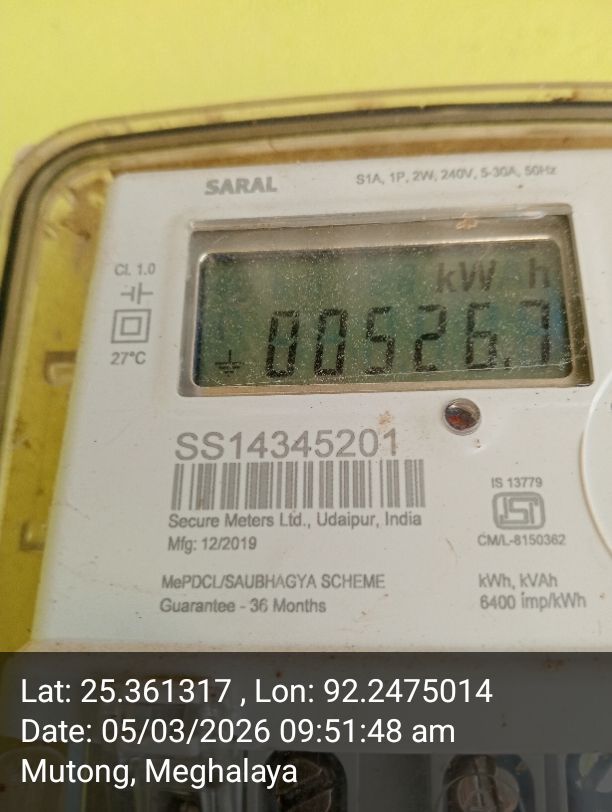 SARAL
S1A, 1P, 2W, 240V, 5-30A, 50Hz
Cl. 1.0
27°C
kW h
00526.7
SS14345201
Secure Meters Ltd., Udaipur, India
Mfg: 12/2019
IS 13779
ISI
CM/L-8150362
MePDCL/SAUBHAGYA SCHEME
Guarantee - 36 Months
kWh, kVAh
6400 imp/kWh
Lat: 25.361317 , Lon: 92.2475014
Date: 05/03/2026 09:51:48 am
Mutong, Meghalaya